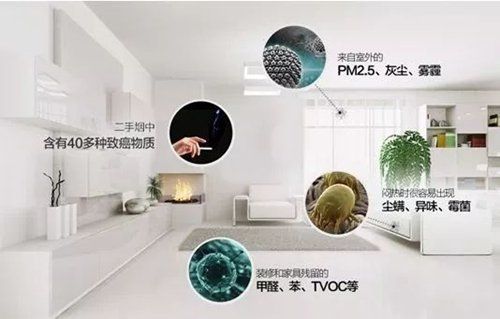 来自室外的
PM2.5、灰尘、雾霾
二手烟中
含有40多种致癌物质
闷热时很容易出现
尘螨、异味、霉菌
装修和家具残留的
甲醛、苯、TVOC等